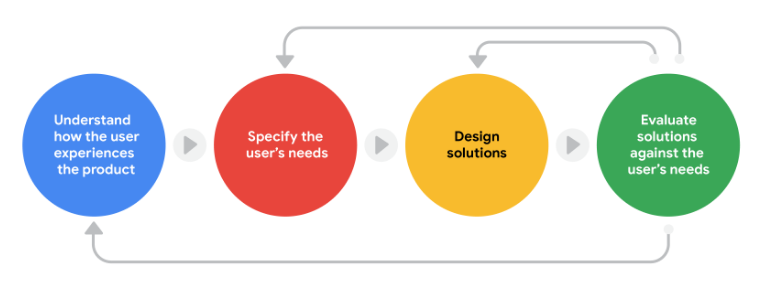 Understand
how the user
experiences
the product
Specify the
user's needs
Design
solutions
Evaluate
solutions
against the
user's needs